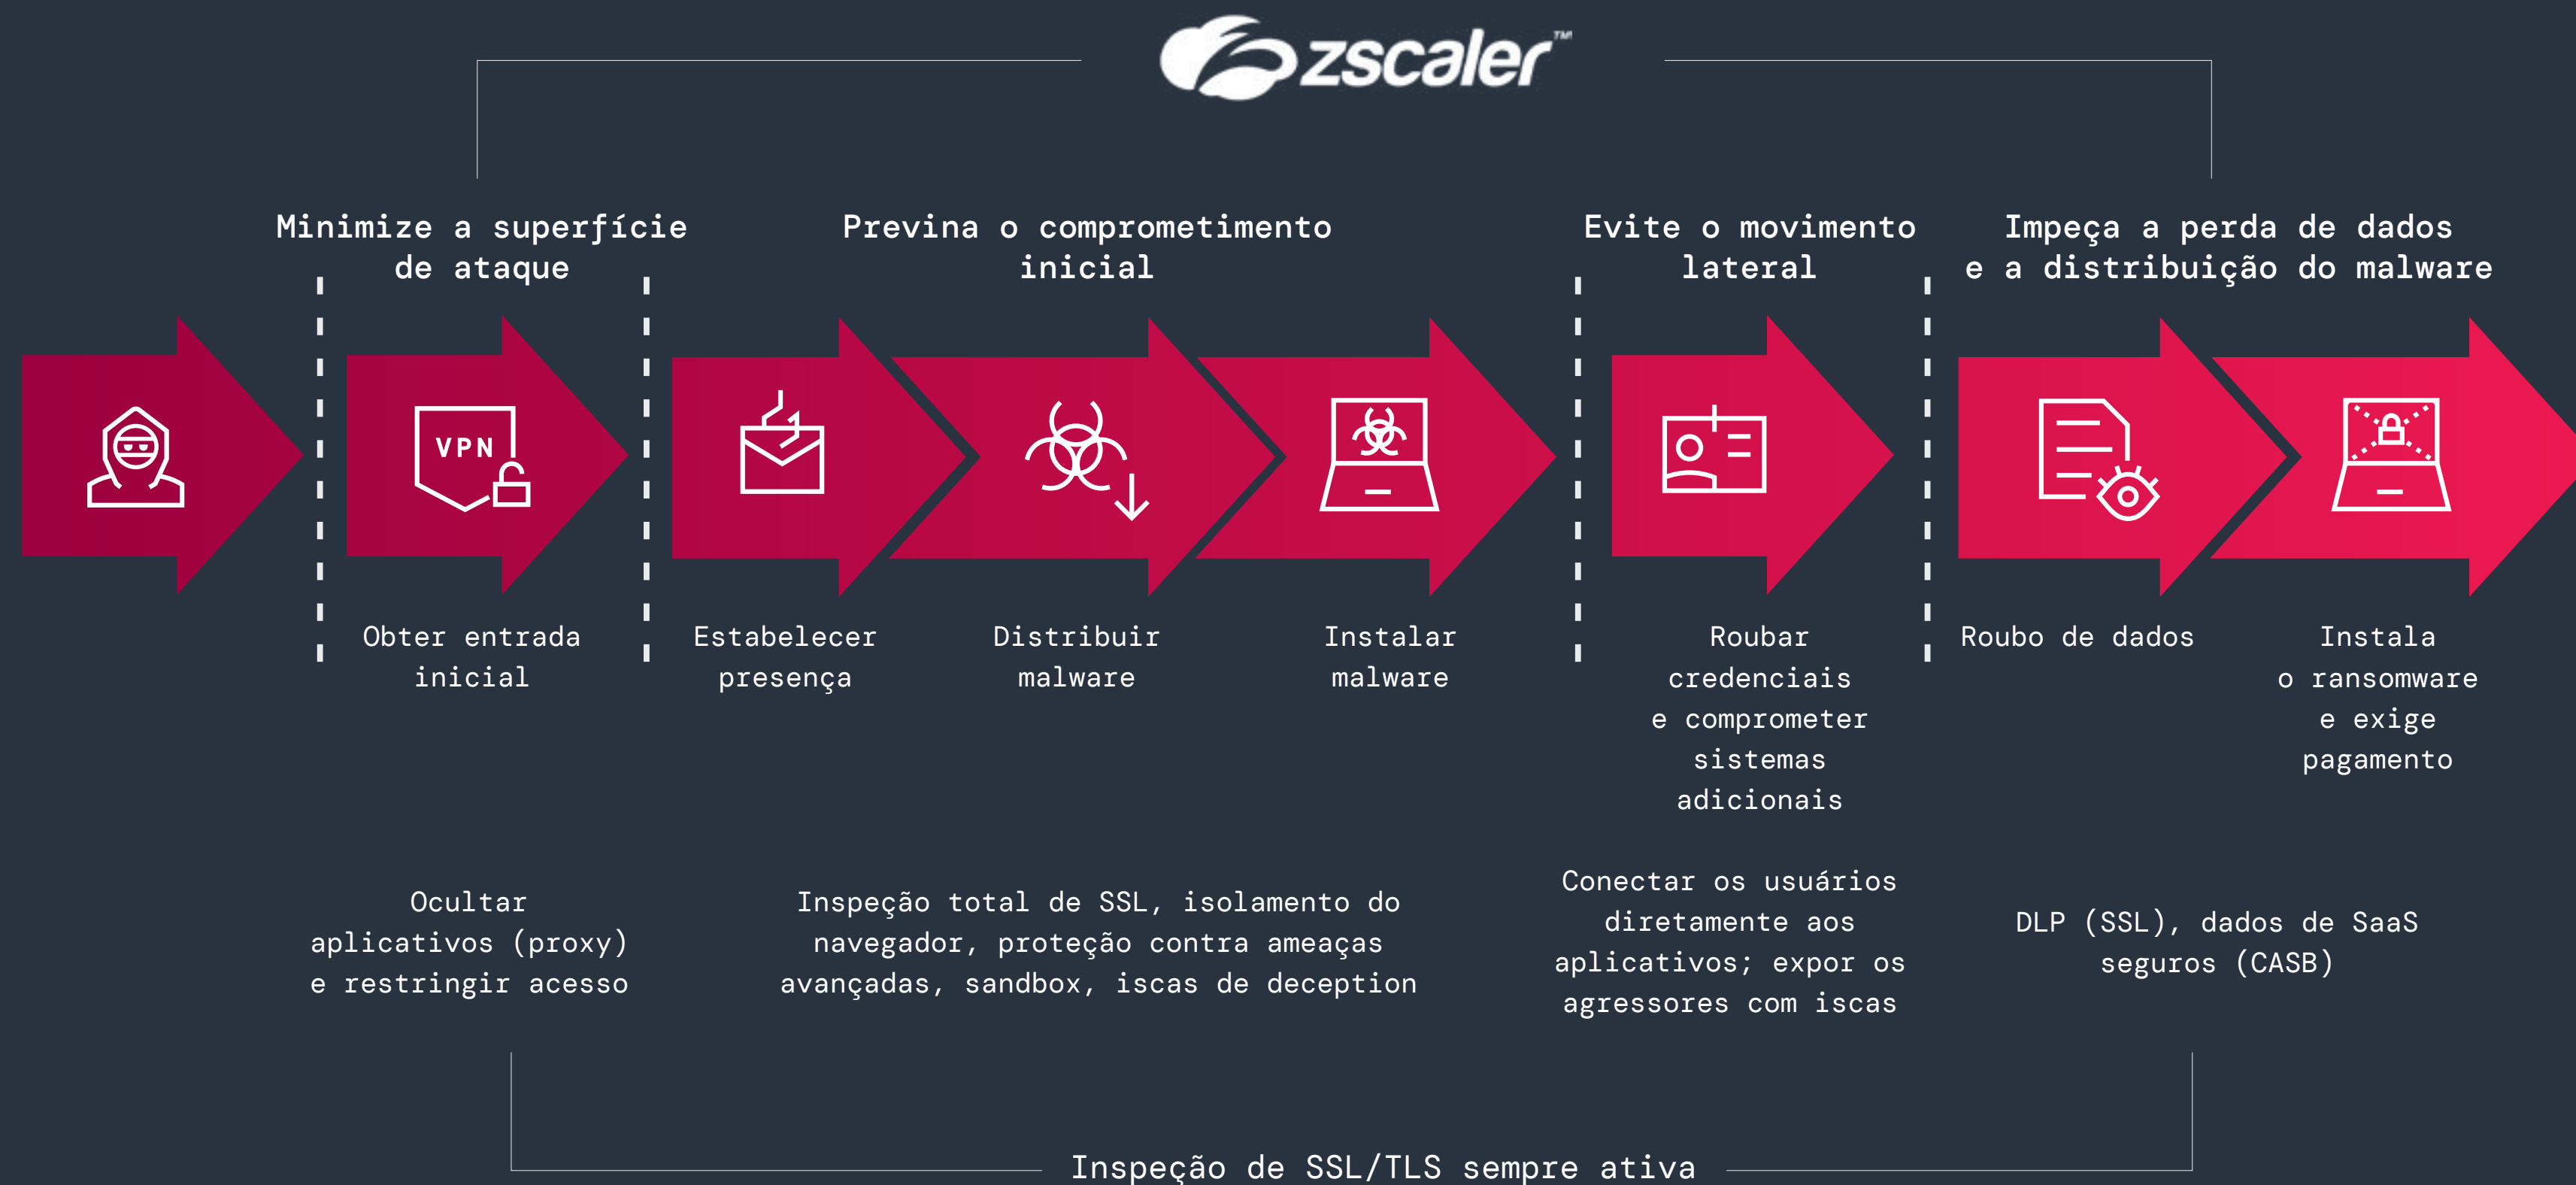 zscaler™
Minimize a superfície
de ataque
Previna o comprometimento
inicial
Evite o movimento
lateral
Impeça a perda de dados
e a distribuição do malware
VPN
Obter entrada
inicial
Estabelecer
presença
Distribuir
malware
Instalar
malware
Roubar
credenciais
e comprometer
sistemas
adicionais
Roubo de dados
Instala
o ransomware
e exige
pagamento
Ocultar
aplicativos (proxy)
e restringir acesso
Inspeção total de SSL, isolamento do
navegador, proteção contra ameaças
avançadas, sandbox, iscas de deception
Conectar os usuários
diretamente aos
aplicativos; expor os
agressores com iscas
DLP (SSL), dados de SaaS
seguros (CASB)
Inspeção de SSL/TLS sempre ativa